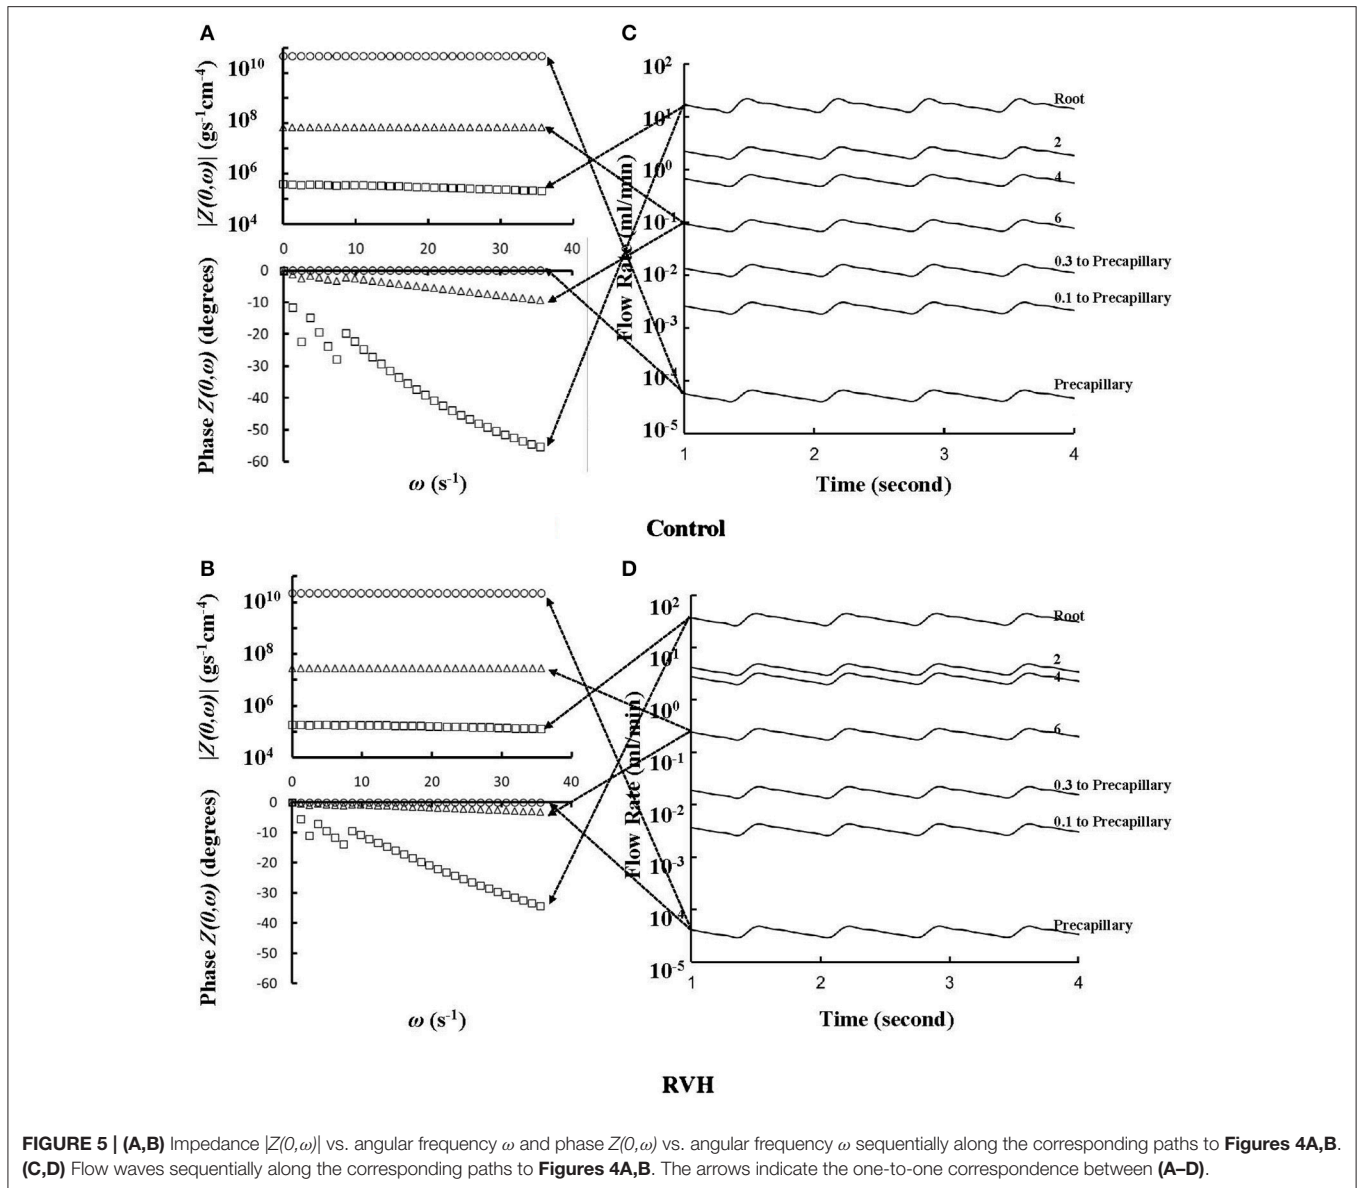 A
|Z(0,ω)| (gs⁻¹cm⁻⁴)
10¹⁰
10⁸
10⁶
10⁴
0 10 20 30 40
Phase Z(0,ω) (degrees)
0
-10
-20
-30
-40
-50
-60
ω (s⁻¹)
C
Flow Rate (ml/min)
10²
10¹
10⁰
10⁻¹
10⁻²
10⁻³
10⁻⁴
10⁻⁵
Root
2
4
6
0.3 to Precapillary
0.1 to Precapillary
Precapillary
1 2 3 4
Time (second)
Control
B
|Z(0,ω)| (gs⁻¹cm⁻⁴)
10¹⁰
10⁸
10⁶
10⁴
0 10 20 30 40
Phase Z(0,ω) (degrees)
0
-10
-20
-30
-40
-50
-60
ω (s⁻¹)
D
Flow Rate (ml/min)
10²
10¹
10⁰
10⁻¹
10⁻²
10⁻³
10⁻⁴
10⁻⁵
Root
2
4
6
0.3 to Precapillary
0.1 to Precapillary
Precapillary
1 2 3 4
Time (second)
RVH
FIGURE 5 | (A,B) Impedance |Z(0,ω)| vs. angular frequency ω and phase Z(0,ω) vs. angular frequency ω sequentially along the corresponding paths to Figures 4A,B.
(C,D) Flow waves sequentially along the corresponding paths to Figures 4A,B. The arrows indicate the one-to-one correspondence between (A–D).